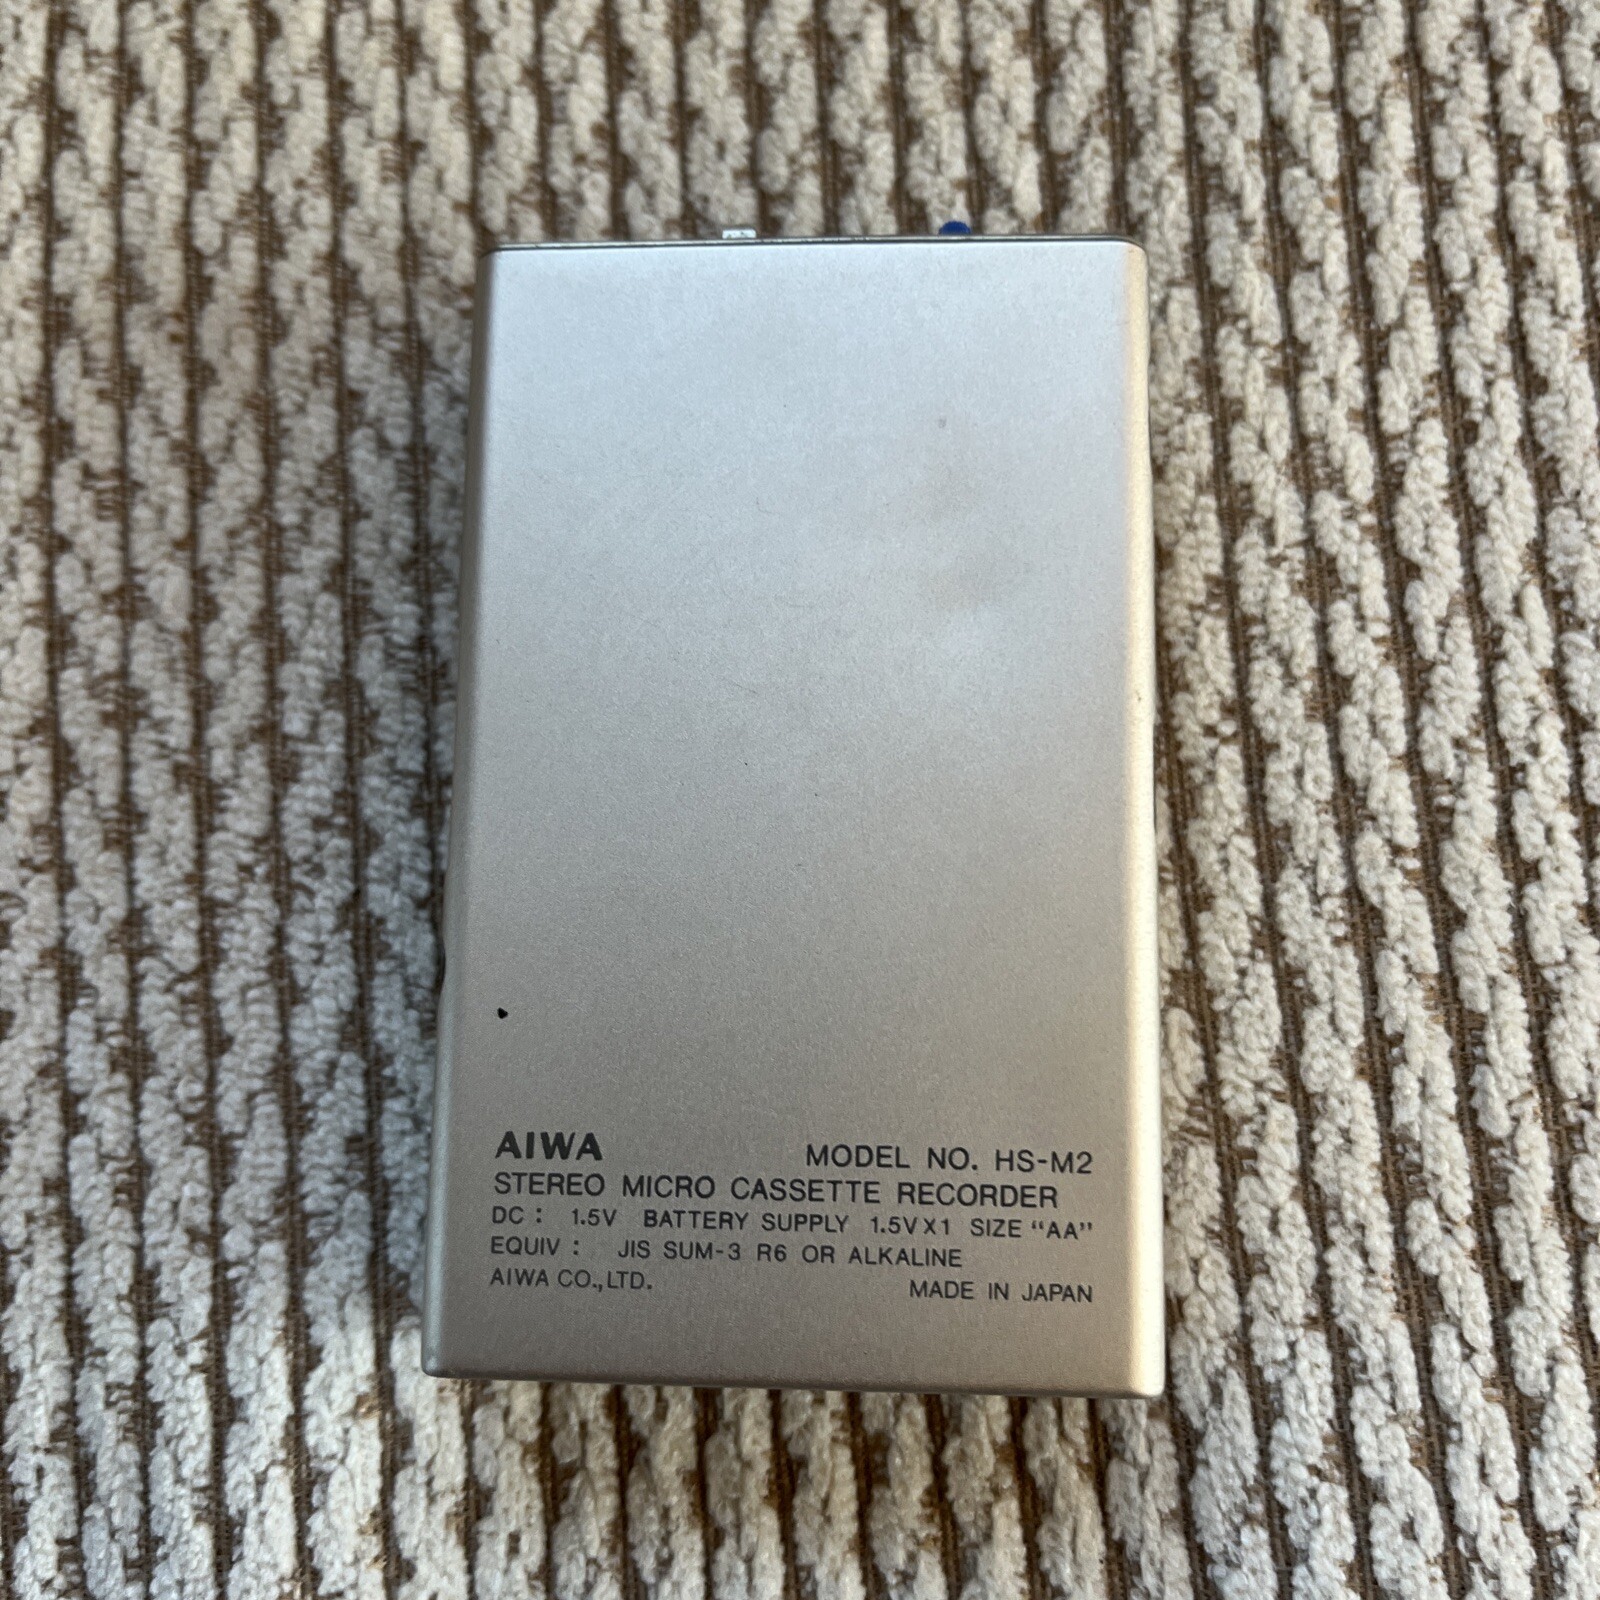 AIWA MODEL NO. HS-M2
STEREO MICRO CASSETTE RECORDER
DC : 1.5V BATTERY SUPPLY 1.5V X 1 SIZE “AA”
EQUIV : JIS SUM-3 R6 OR ALKALINE
AIWA CO.,LTD. MADE IN JAPAN